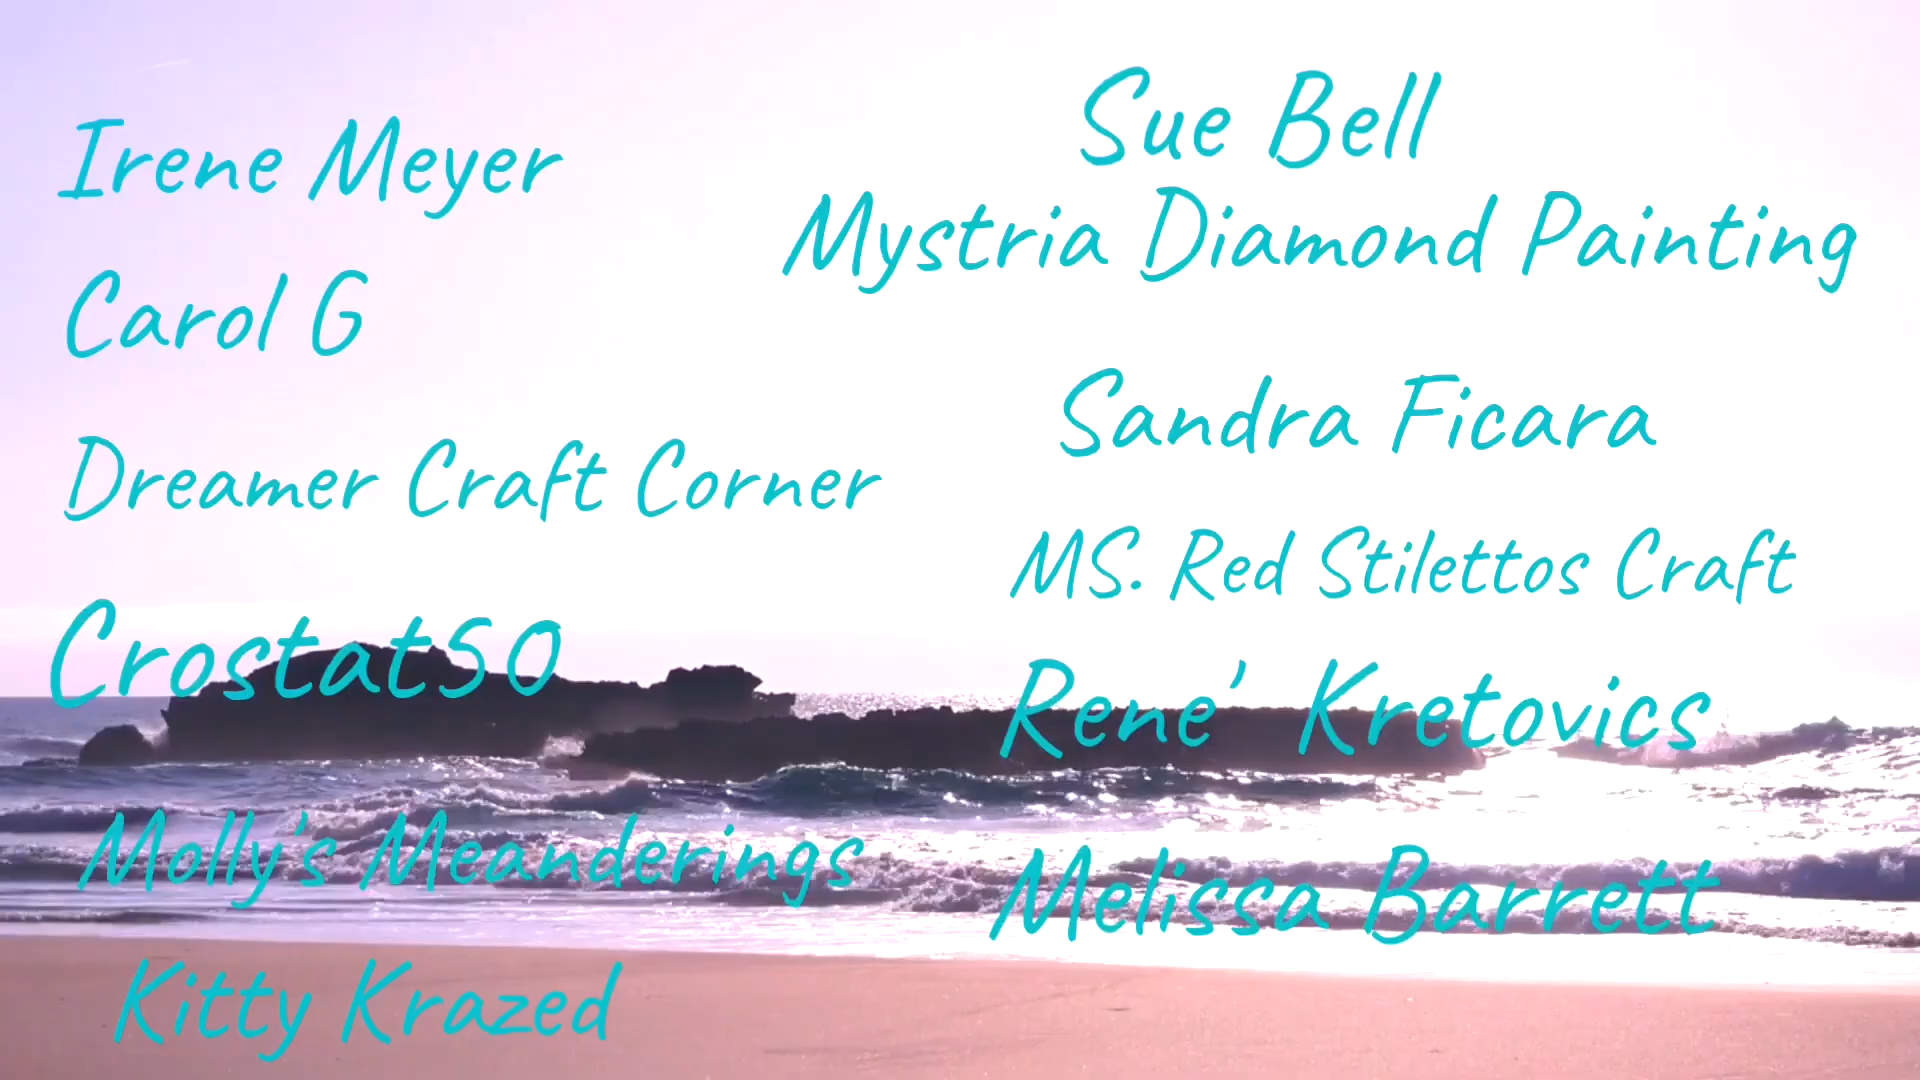 Irene Meyer
Carol G
Dreamer Craft Corner
Crostat50
Molly's Meanderings
Kitty Krazed
Sue Bell
Mystria Diamond Painting
Sandra Ficara
MS. Red Stilettos Craft
Rene' Kretovics
Melissa Barrett